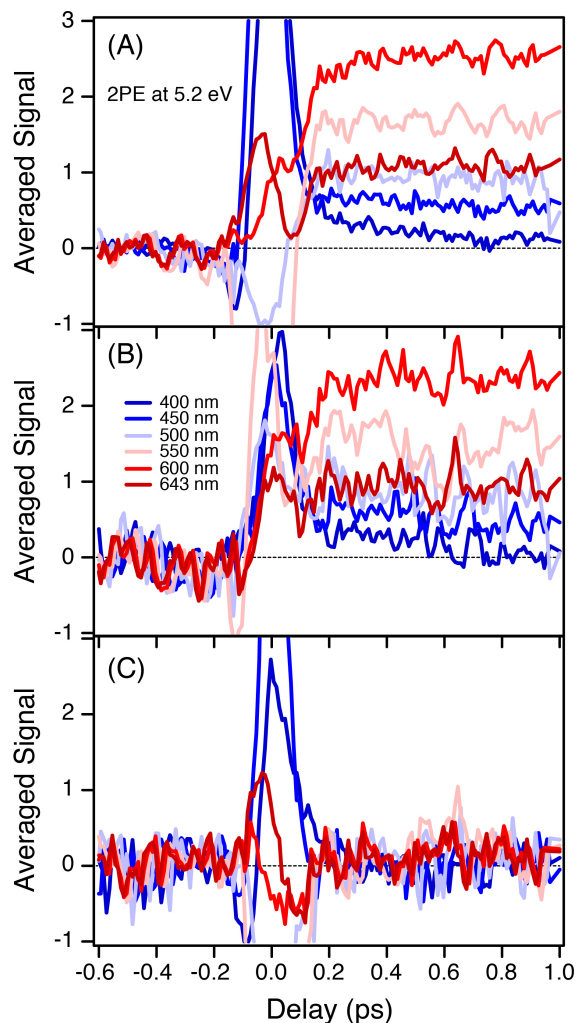 3
(A)
2PE at 5.2 eV
2
1
0
-1
Averaged Signal
(B)
400 nm
450 nm
500 nm
550 nm
600 nm
643 nm
2
1
0
-1
Averaged Signal
(C)
2
1
0
-1
Averaged Signal
-0.6 -0.4 -0.2 0.0 0.2 0.4 0.6 0.8 1.0
Delay (ps)